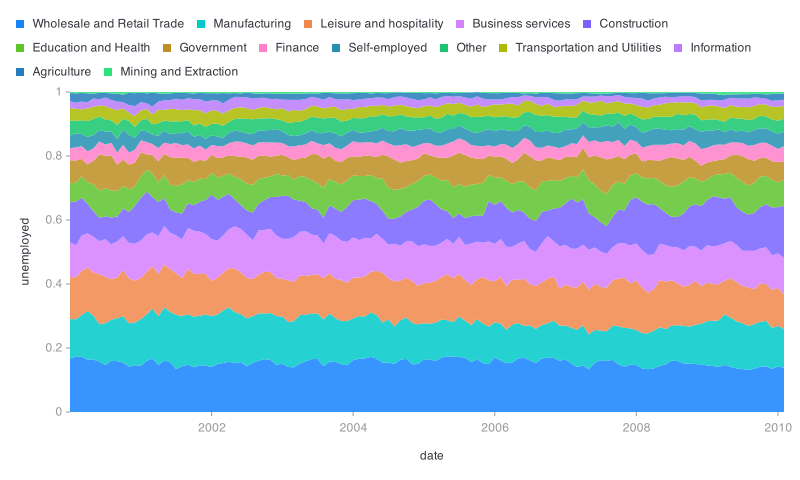 Wholesale and Retail Trade Manufacturing Leisure and hospitality Business services Construction
Education and Health Government Finance Self-employed Other Transportation and Utilities Information
Agriculture Mining and Extraction
1
0.8
0.6
0.4
0.2
0
unemployed
2002 2004 2006 2008 2010
date